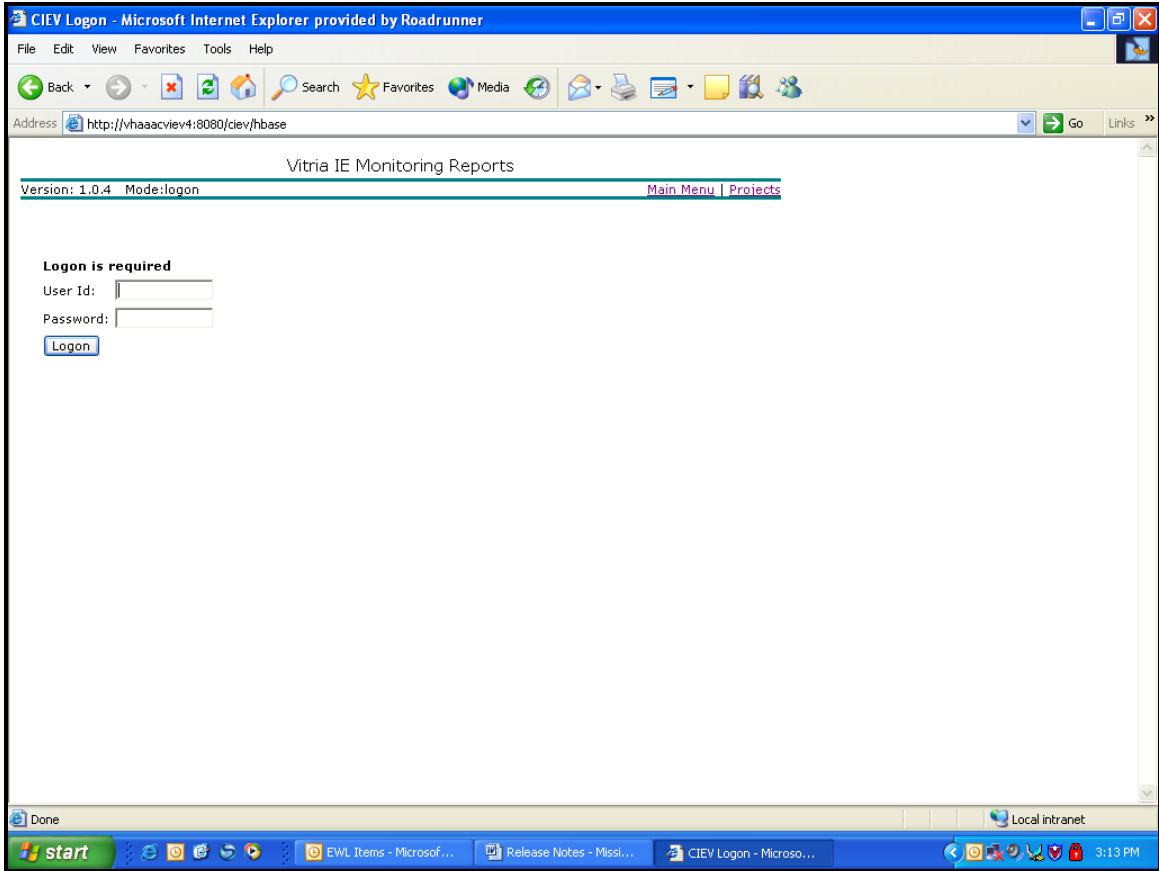 CIEV Logon - Microsoft Internet Explorer provided by Roadrunner
File Edit View Favorites Tools Help
Back Search Favorites Media
Address http://vhaaacviev4:8080/ciev/hbase Go Links »
Vitria IE Monitoring Reports
Version: 1.0.4 Mode:logon Main Menu | Projects
Logon is required
User Id:
Password:
Logon
Done Local intranet
start EWL Items - Microsof... Release Notes - Missi... CIEV Logon - Microso... 3:13 PM